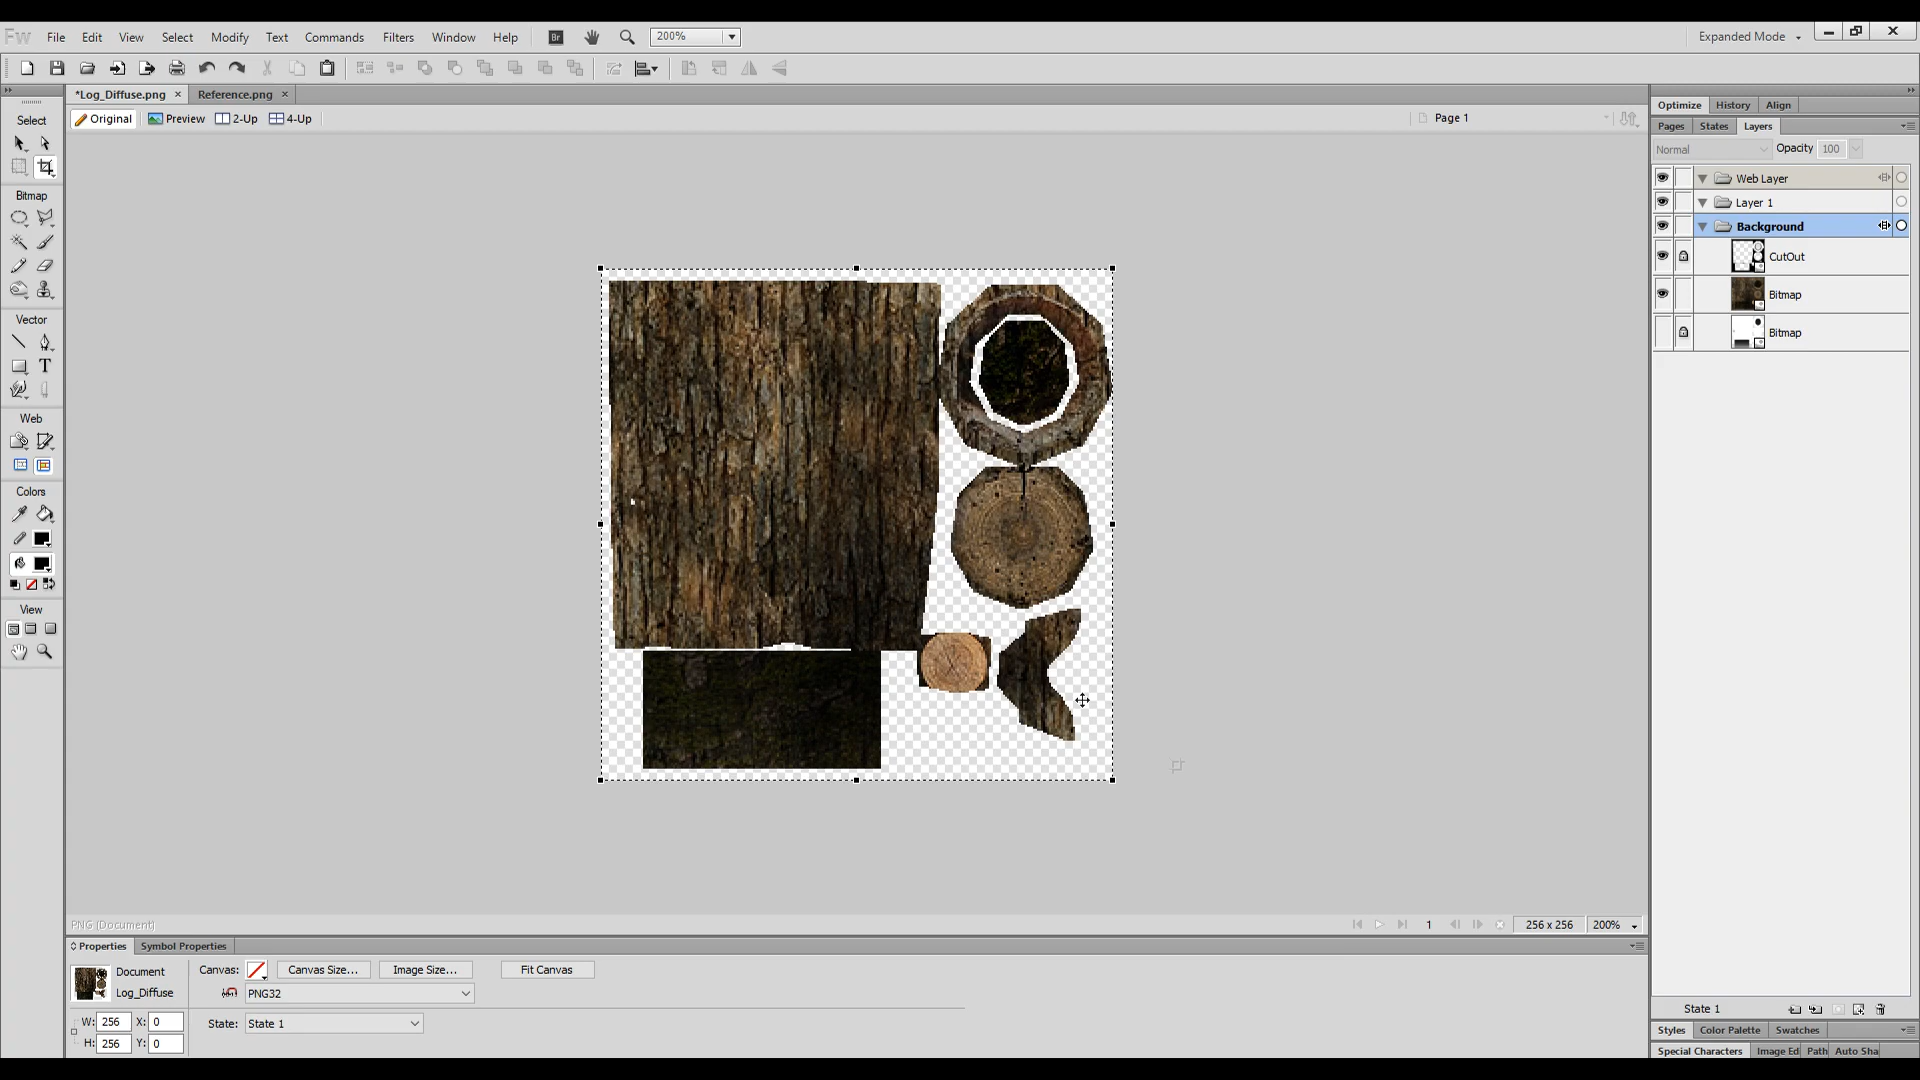 Fw File Edit View Select Modify Text Commands Filters Window Help Br 200% Expanded Mode
*Log_Diffuse.png Reference.png
Original Preview 2-Up 4-Up Page 1
Select
Bitmap
Vector
T
Web
Colors
View
Optimize History Align
Pages States Layers
Normal Opacity 100
Web Layer
Layer 1
Background
CutOut
Bitmap
Bitmap
State 1
Styles Color Palette Swatches
Special Characters Image Ed Path Auto Sha
PNG (Document) 1 256 x 256 200%
Properties Symbol Properties
Document Canvas: Canvas Size... Image Size... Fit Canvas
Log_Diffuse PNG32
W: 256 X: 0 State: State 1
H: 256 Y: 0